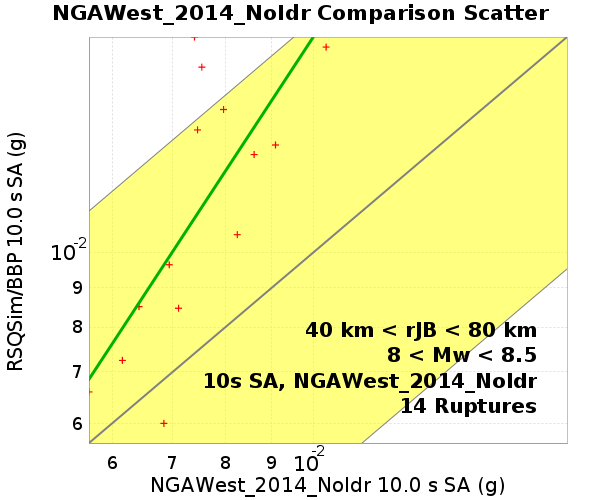 NGAWest_2014_NoIdr Comparison Scatter
RSQSim/BBP 10.0 s SA (g)
10-2
9
8
7
6
40 km < rJB < 80 km
8 < Mw < 8.5
10s SA, NGAWest_2014_NoIdr
14 Ruptures
6 7 8 9 10-2
NGAWest_2014_NoIdr 10.0 s SA (g)